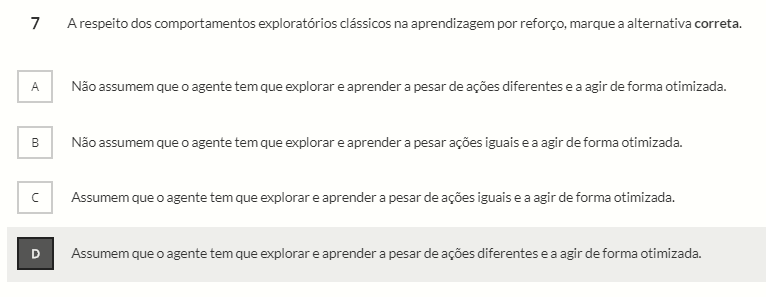 7 A respeito dos comportamentos exploratórios clássicos na aprendizagem por reforço, marque a alternativa correta.
A Não assumem que o agente tem que explorar e aprender a pesar de ações diferentes e a agir de forma otimizada.
B Não assumem que o agente tem que explorar e aprender a pesar ações iguais e a agir de forma otimizada.
C Assumem que o agente tem que explorar e aprender a pesar de ações iguais e a agir de forma otimizada.
D Assumem que o agente tem que explorar e aprender a pesar de ações diferentes e a agir de forma otimizada.